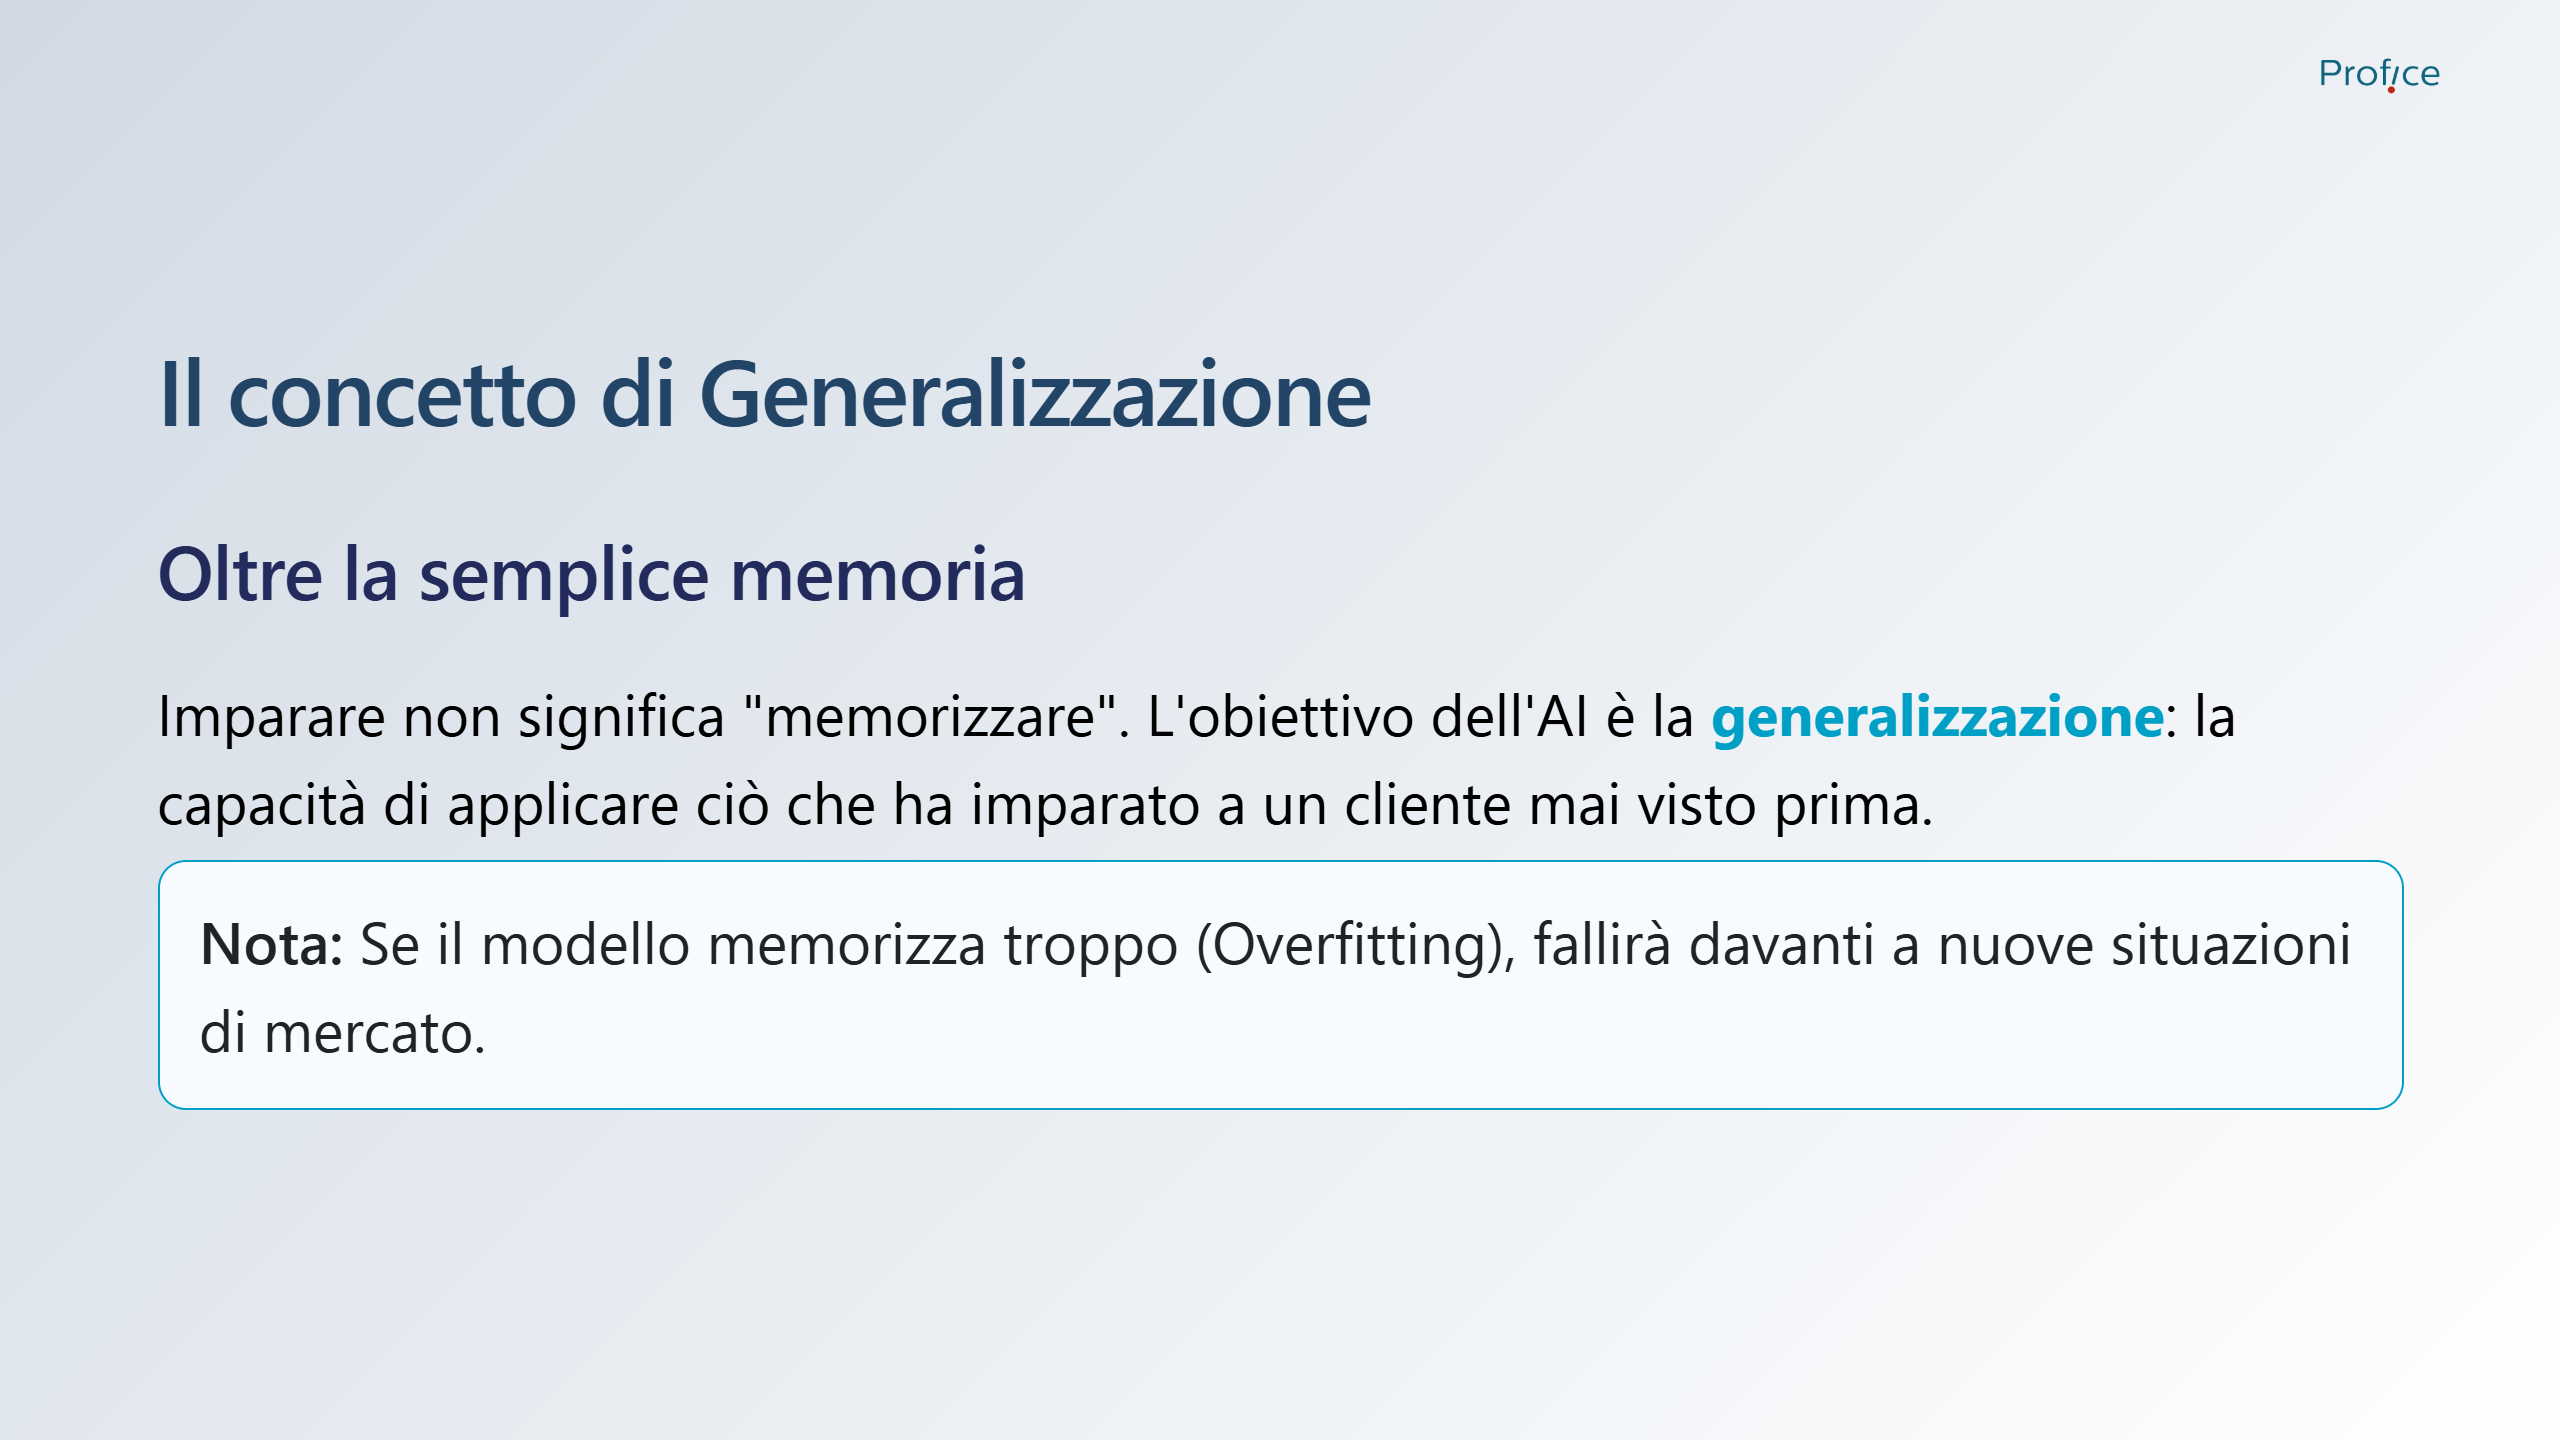 Profice
Il concetto di Generalizzazione
Oltre la semplice memoria
Imparare non significa "memorizzare". L'obiettivo dell'AI è la generalizzazione: la
capacità di applicare ciò che ha imparato a un cliente mai visto prima.
Nota: Se il modello memorizza troppo (Overfitting), fallirà davanti a nuove situazioni
di mercato.